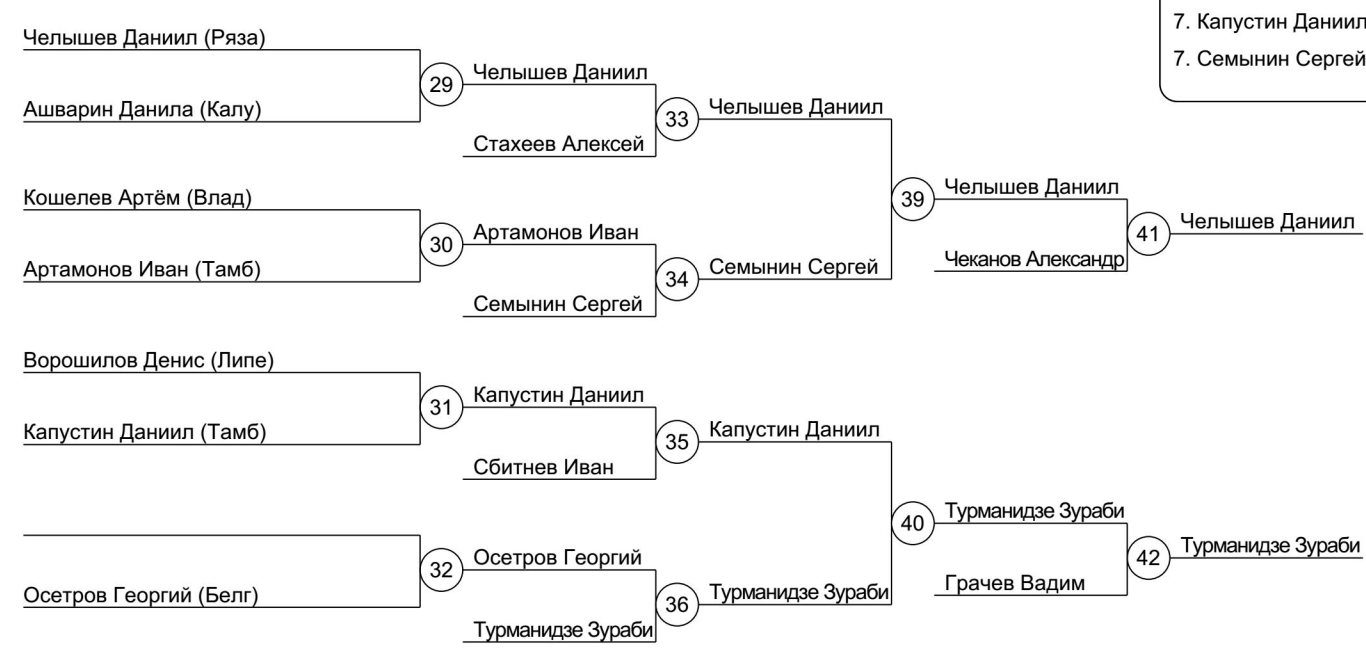 7. Капустин Даниил
7. Семынин Сергей
Челышев Даниил (Ряза)
Ашварин Данила (Калу)
29
Челышев Даниил
Стахеев Алексей
33
Челышев Даниил
Кошелев Артём (Влад)
Артамонов Иван (Тамб)
30
Артамонов Иван
Семынин Сергей
34
Семынин Сергей
39
Челышев Даниил
Чеканов Александр
41
Челышев Даниил
Ворошилов Денис (Липе)
Капустин Даниил (Тамб)
31
Капустин Даниил
Сбитнев Иван
35
Капустин Даниил
Осетров Георгий (Белг)
32
Осетров Георгий
Турманидзе Зураби
36
Турманидзе Зураби
40
Турманидзе Зураби
Грачев Вадим
42
Турманидзе Зураби